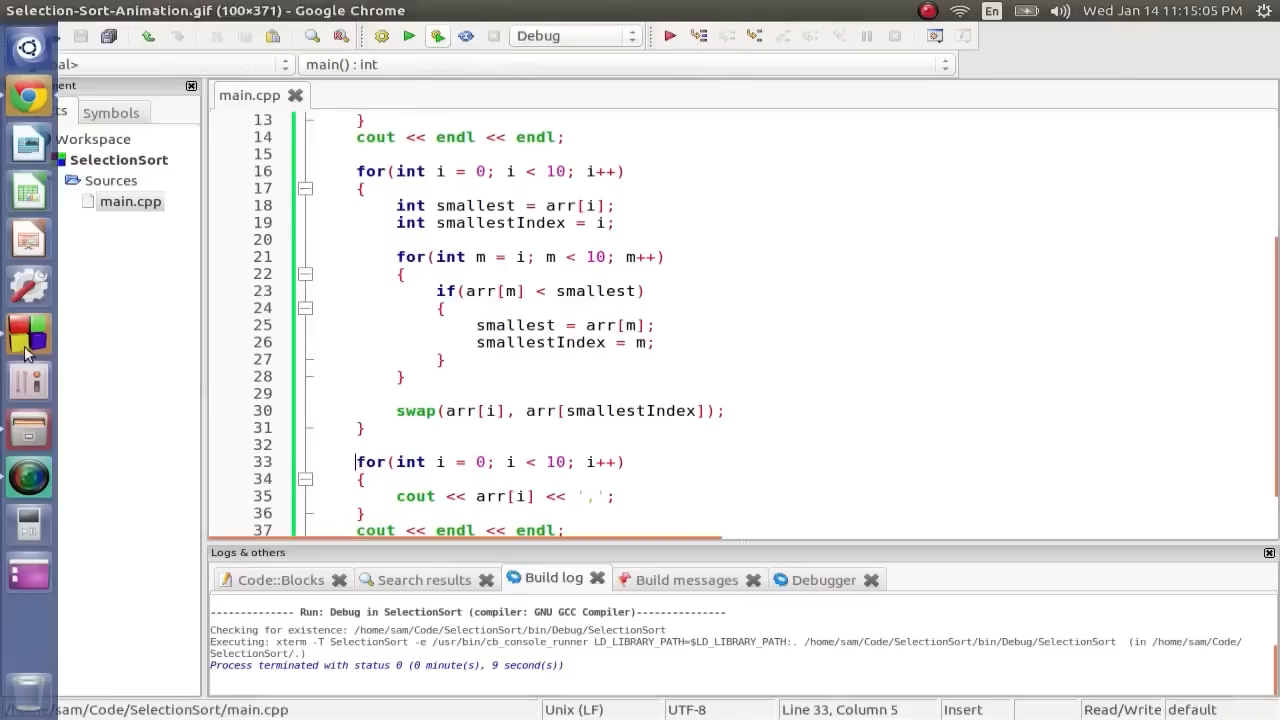 Selection-Sort-Animation.gif (100×371) - Google Chrome
En
Wed Jan 14 11:15:05 PM
Debug
bal>
main() : int
ment
main.cpp
ts
Symbols
Workspace
SelectionSort
Sources
main.cpp
13 }
14 cout << endl << endl;
15
16 for(int i = 0; i < 10; i++)
17 {
18 int smallest = arr[i];
19 int smallestIndex = i;
20
21 for(int m = i; m < 10; m++)
22 {
23 if(arr[m] < smallest)
24 {
25 smallest = arr[m];
26 smallestIndex = m;
27 }
28 }
29
30 swap(arr[i], arr[smallestIndex]);
31 }
32
33 for(int i = 0; i < 10; i++)
34 {
35 cout << arr[i] << ',';
36 }
37 cout << endl << endl;
Logs & others
Code::Blocks
Search results
Build log
Build messages
Debugger
-------------- Run: Debug in SelectionSort (compiler: GNU GCC Compiler)---------------
Checking for existence: /home/sam/Code/SelectionSort/bin/Debug/SelectionSort
Executing: xterm -T SelectionSort -e /usr/bin/cb_console_runner LD_LIBRARY_PATH=$LD_LIBRARY_PATH:. /home/sam/Code/SelectionSort/bin/Debug/SelectionSort (in /home/sam/Code/
SelectionSort/.)
Process terminated with status 0 (0 minute(s), 9 second(s))
/home/sam/Code/SelectionSort/main.cpp
Unix (LF)
UTF-8
Line 33, Column 5
Insert
Read/Write
default